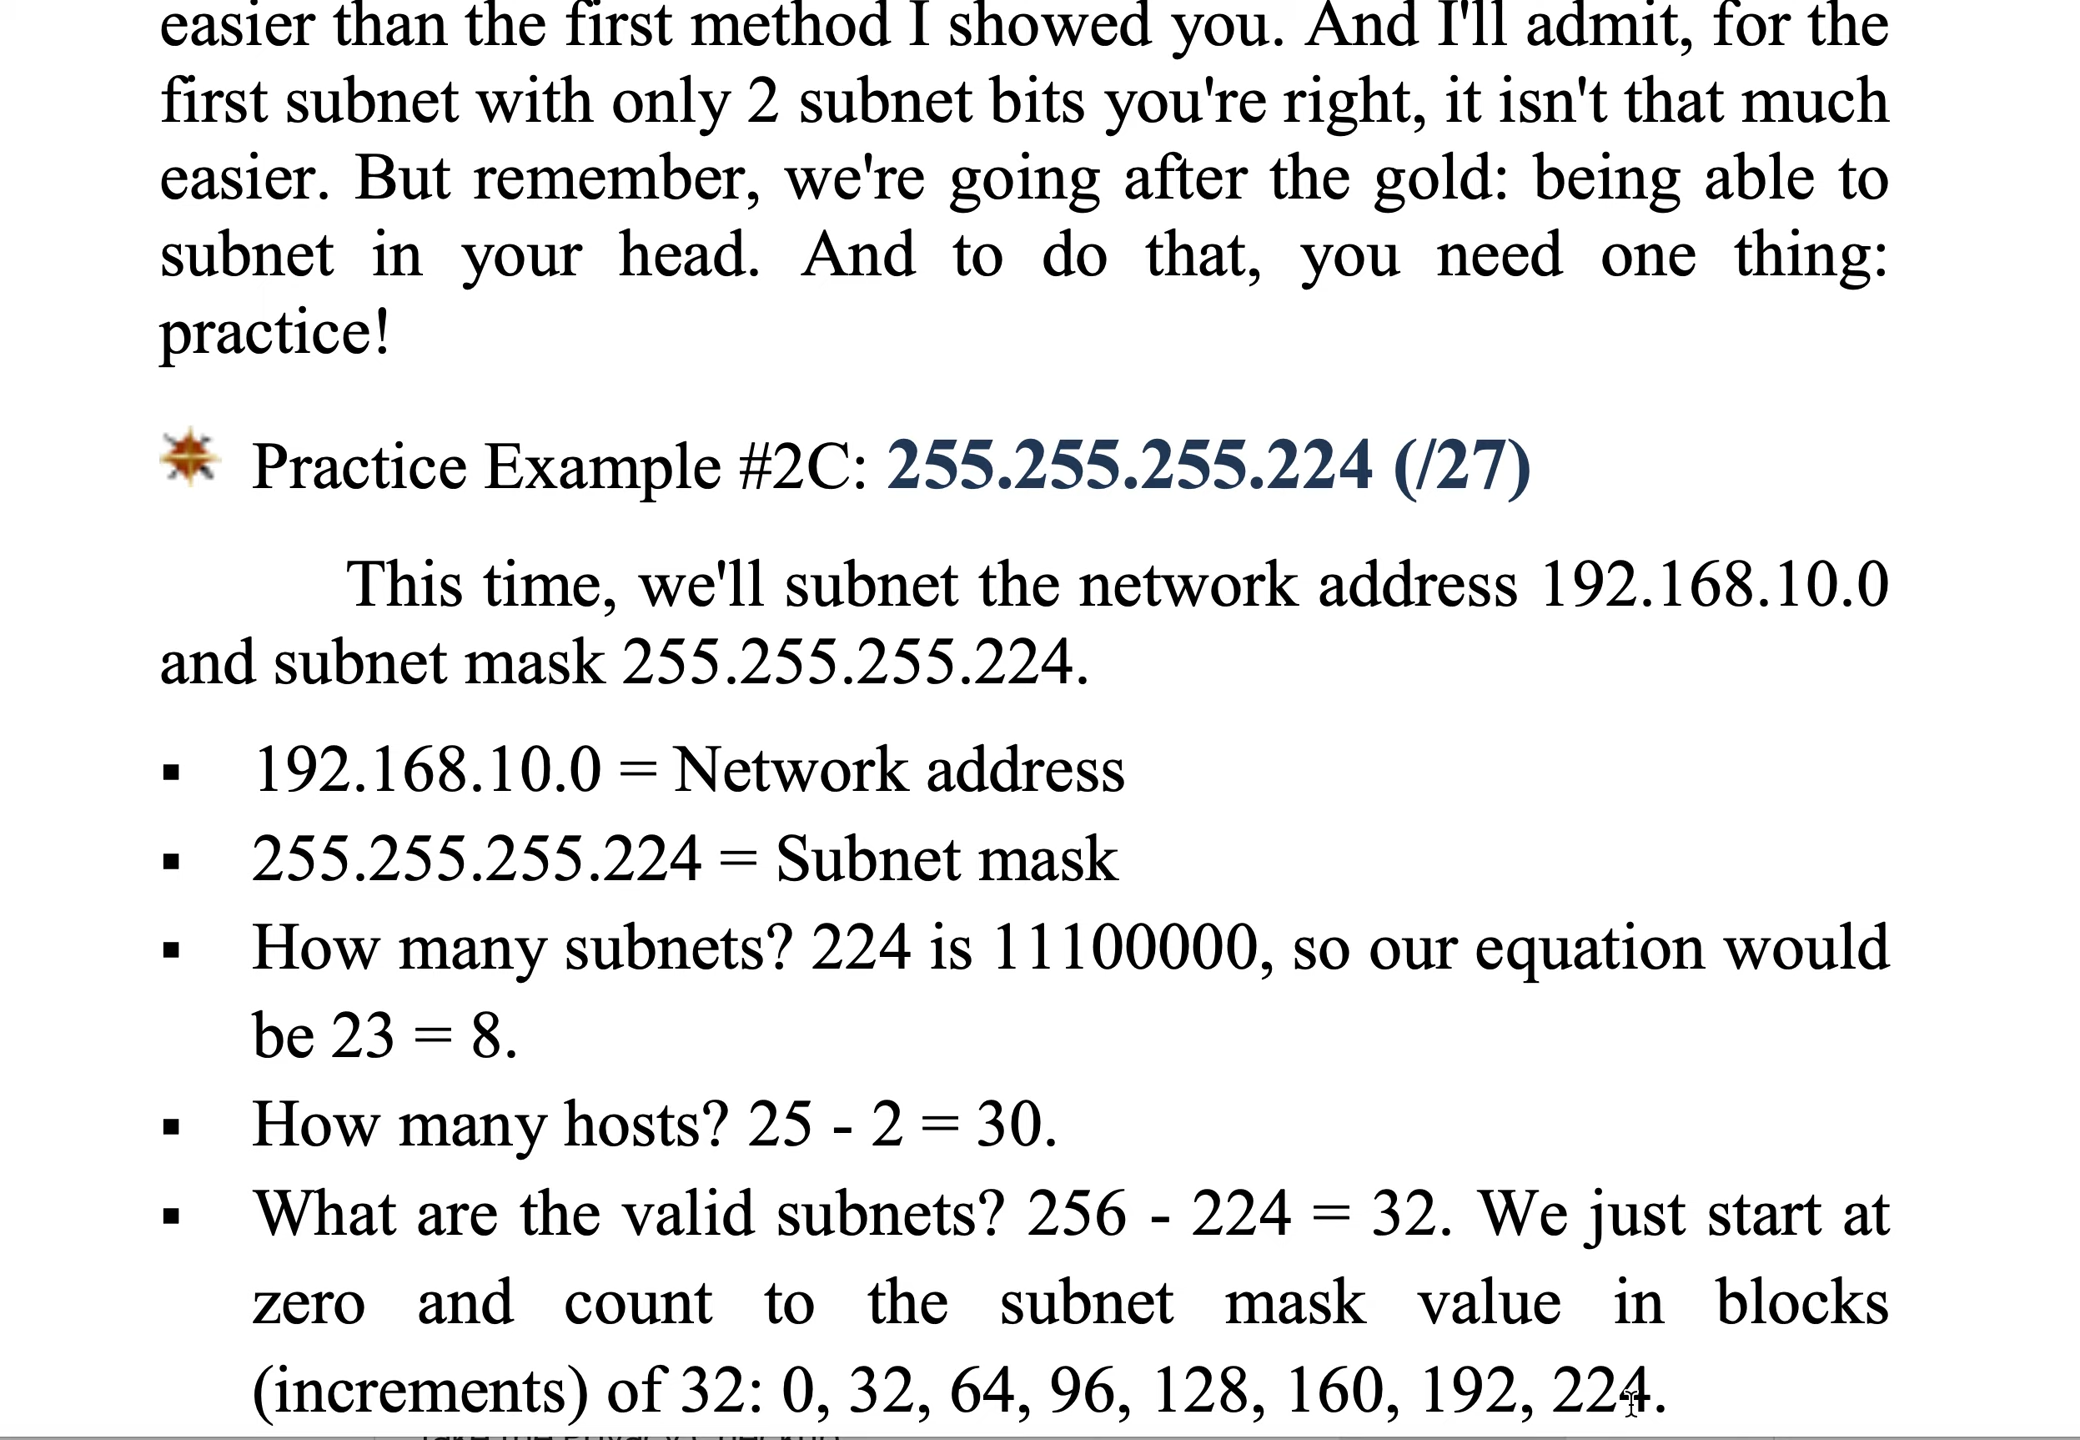 easier than the first method I showed you. And I'll admit, for the
first subnet with only 2 subnet bits you're right, it isn't that much
easier. But remember, we're going after the gold: being able to
subnet in your head. And to do that, you need one thing:
practice!
Practice Example #2C: 255.255.255.224 (/27)
This time, we'll subnet the network address 192.168.10.0
and subnet mask 255.255.255.224.
▪ 192.168.10.0 = Network address
▪ 255.255.255.224 = Subnet mask
▪ How many subnets? 224 is 11100000, so our equation would
be 23 = 8.
▪ How many hosts? 25 - 2 = 30.
▪ What are the valid subnets? 256 - 224 = 32. We just start at
zero and count to the subnet mask value in blocks
(increments) of 32: 0, 32, 64, 96, 128, 160, 192, 224.